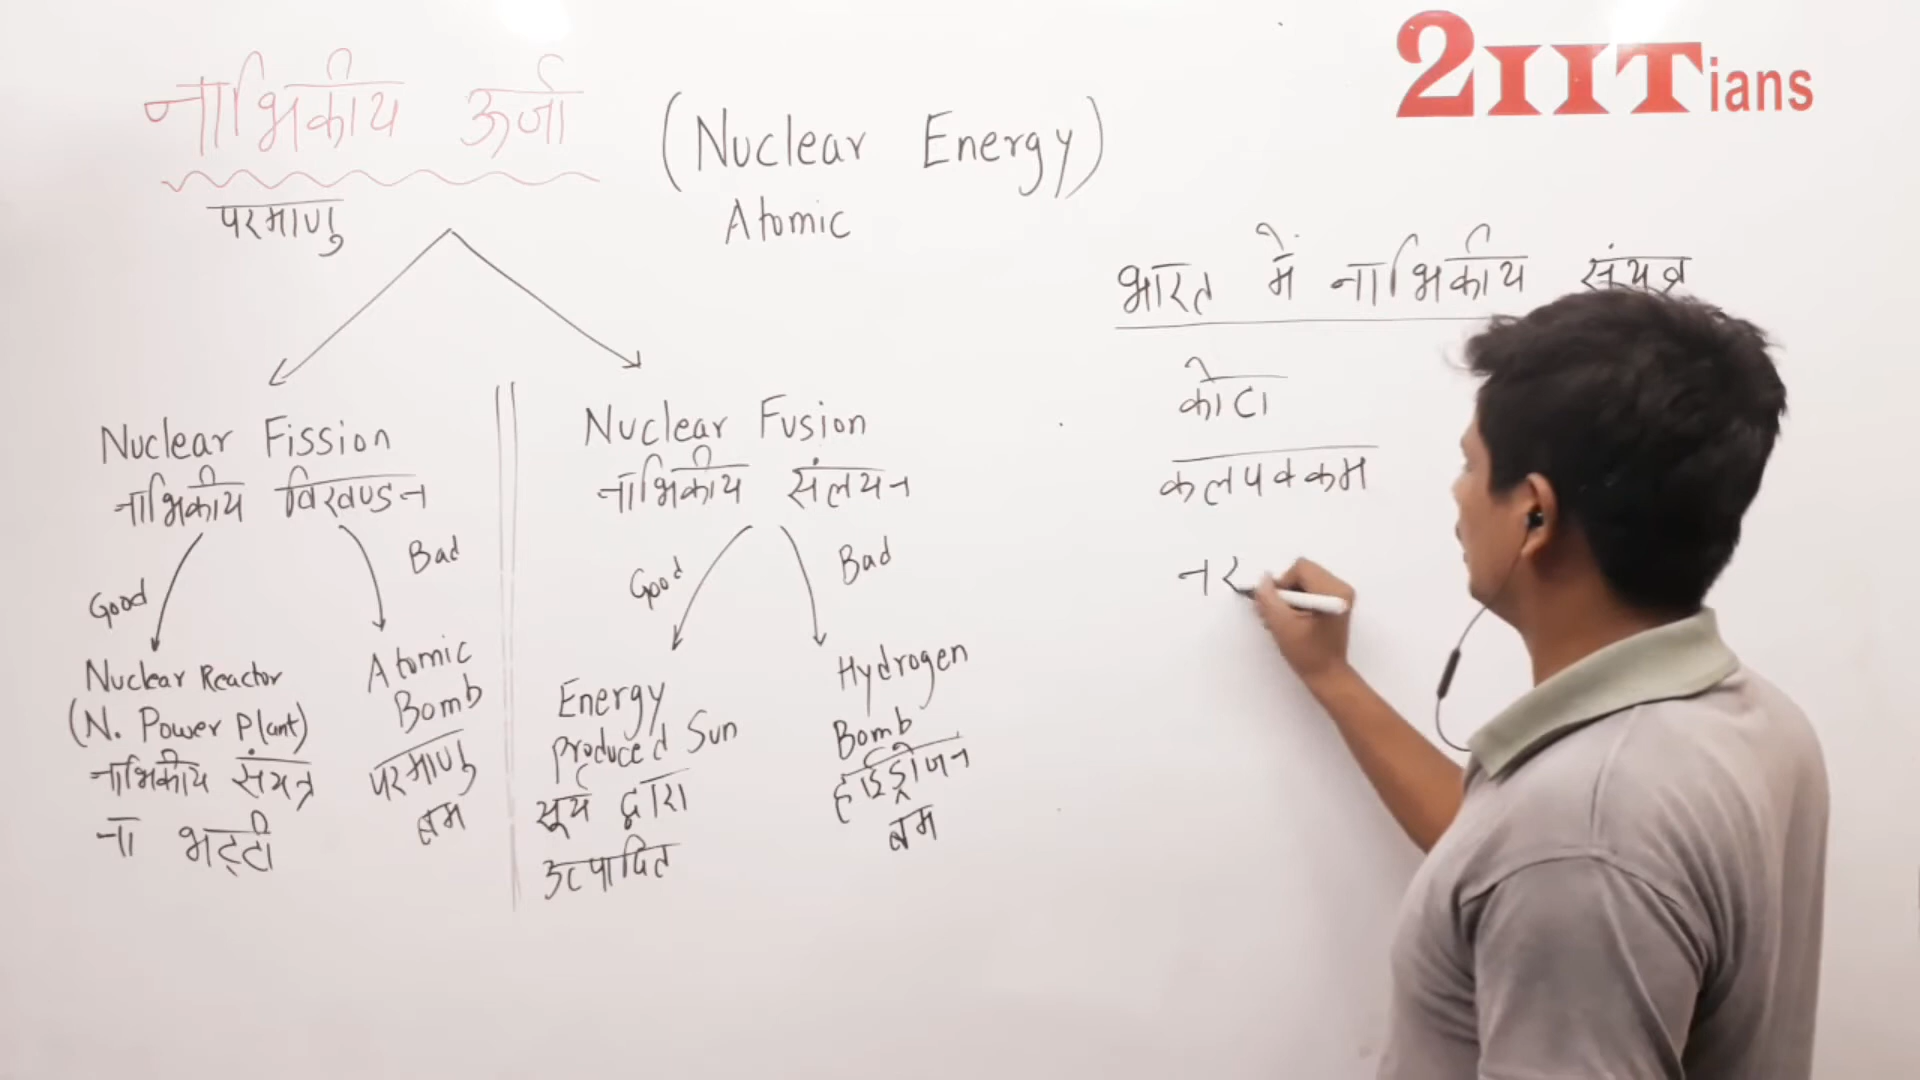 2IITians
नाभिकीय ऊर्जा
(Nuclear Energy)
परमाणु
Atomic
Nuclear Fission
नाभिकीय विखण्डन
Good
Bad
Nuclear Reactor
(N. Power Plant)
नाभिकीय संयत्र
ना भट्टी
Atomic
Bomb
परमाणु
बम
Nuclear Fusion
नाभिकीय संलयन
Good
Bad
Energy
Produced Sun
सूर्य द्वारा
उत्पादित
Hydrogen
Bomb
हाइड्रोजन
बम
भारत में नाभिकीय संयत्र
कोटा
कलपक्कम
नर